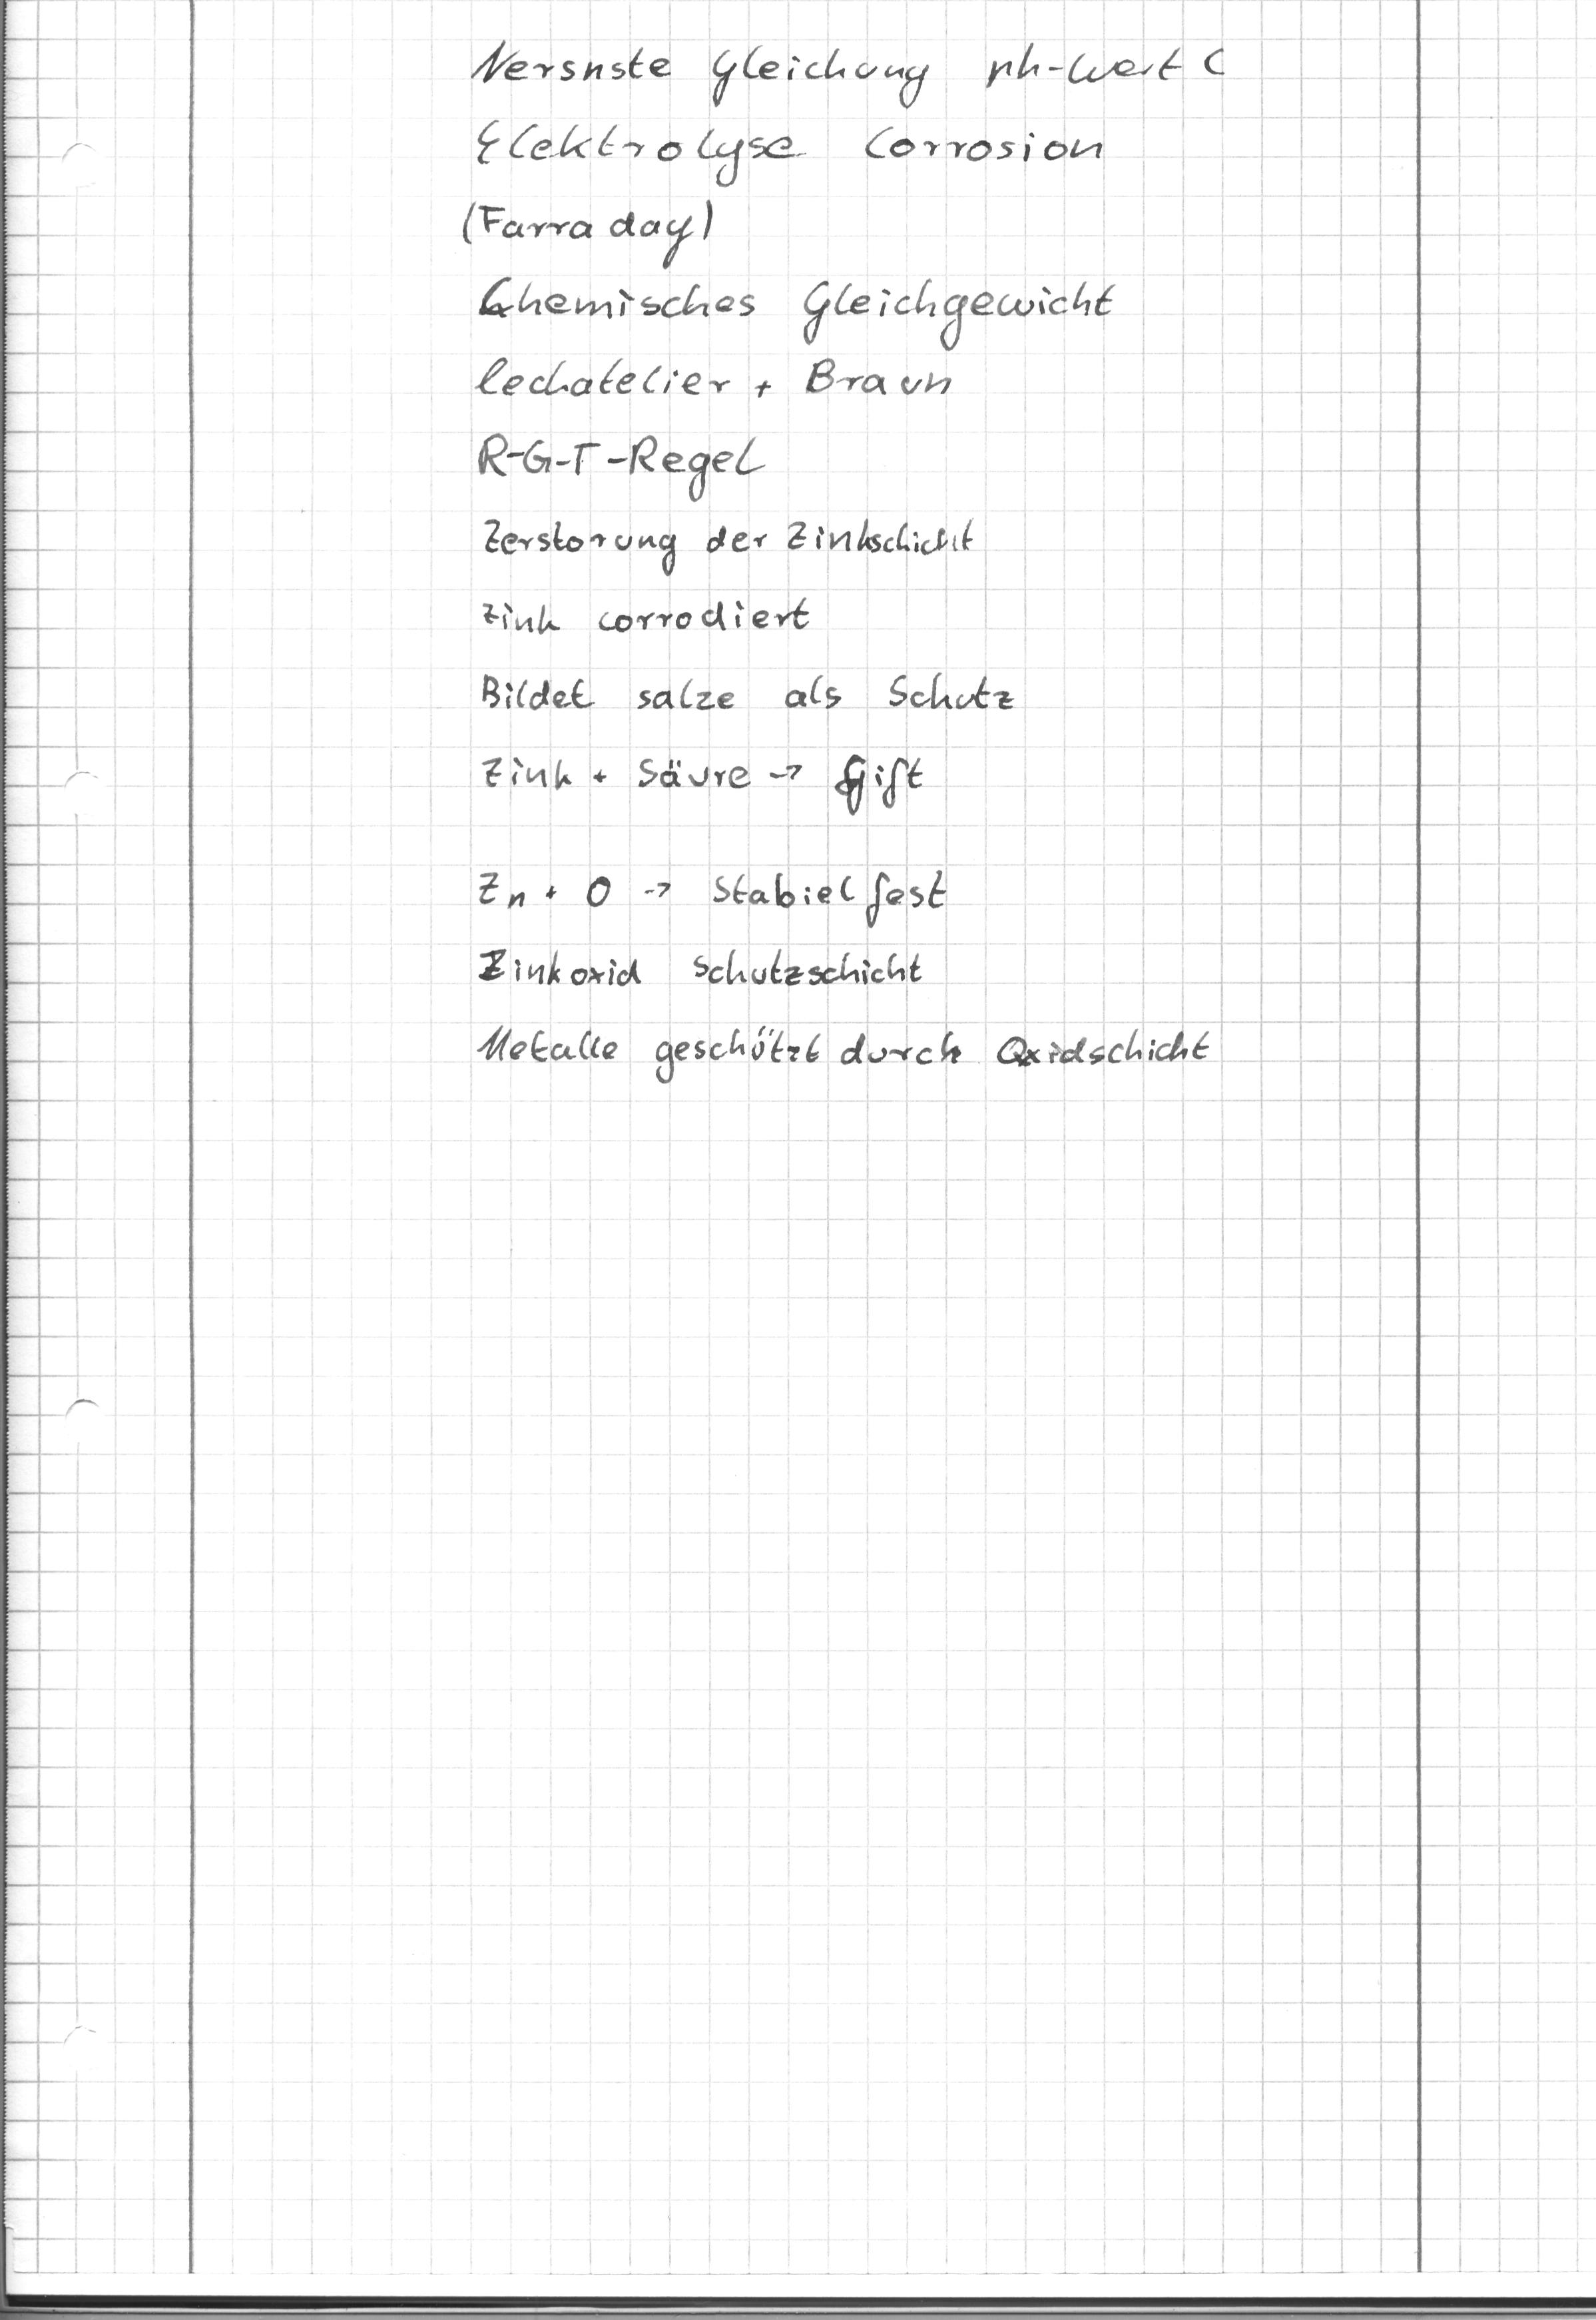 Nersnste Gleichung ph-Wert C
Elektrolyse Corrosion
(Farraday)
Chemisches Gleichgewicht
lechatelier + Braun
R-G-T-Regel
Zerstorung der Zinkschicht
Zink corrodiert
Bildet salze als Schutz
Zink + Säure → Gift
Zn + O → Stabiel fest
Zinkoxid Schutzschicht
Metalle geschützt durch Oxidschicht